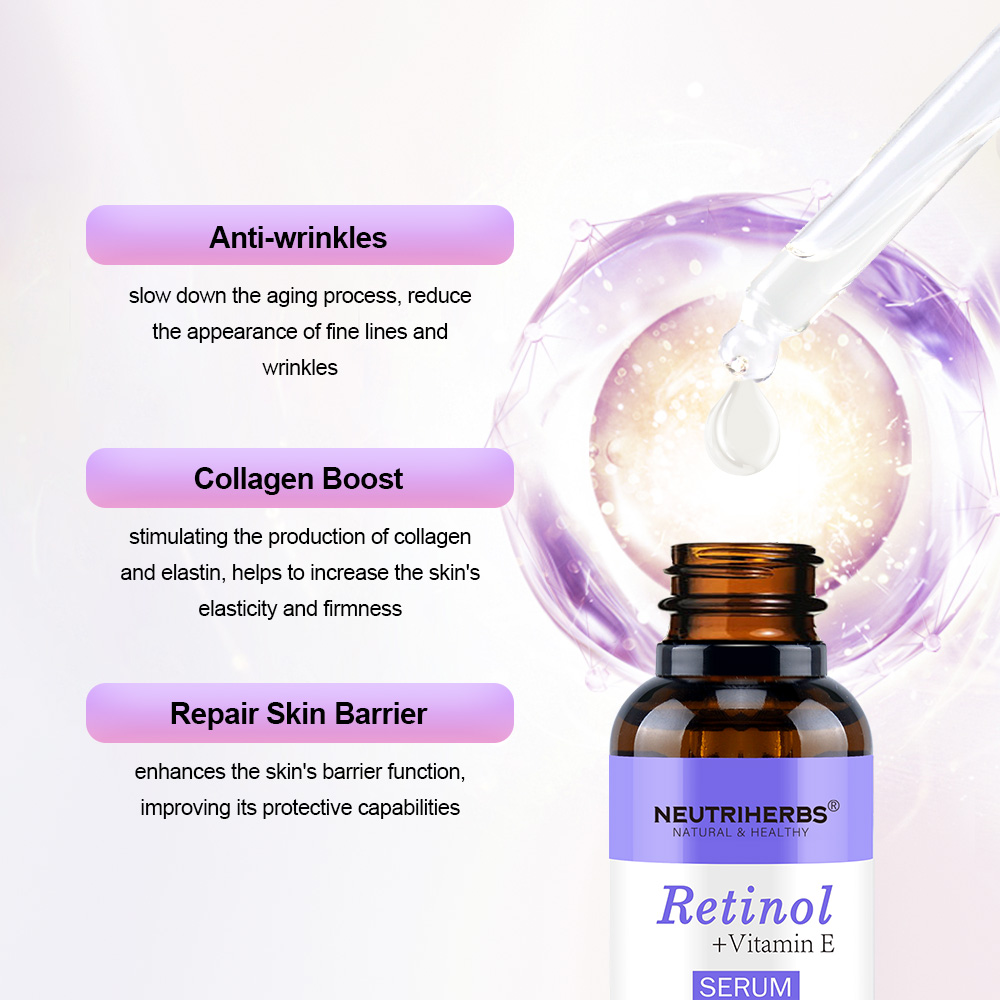 Anti-wrinkles
slow down the aging process, reduce
the appearance of fine lines and
wrinkles
Collagen Boost
stimulating the production of collagen
and elastin, helps to increase the skin's
elasticity and firmness
Repair Skin Barrier
enhances the skin's barrier function,
improving its protective capabilities
NEUTRIHERBS®
NATURAL & HEALTHY
Retinol
+Vitamin E
SERUM